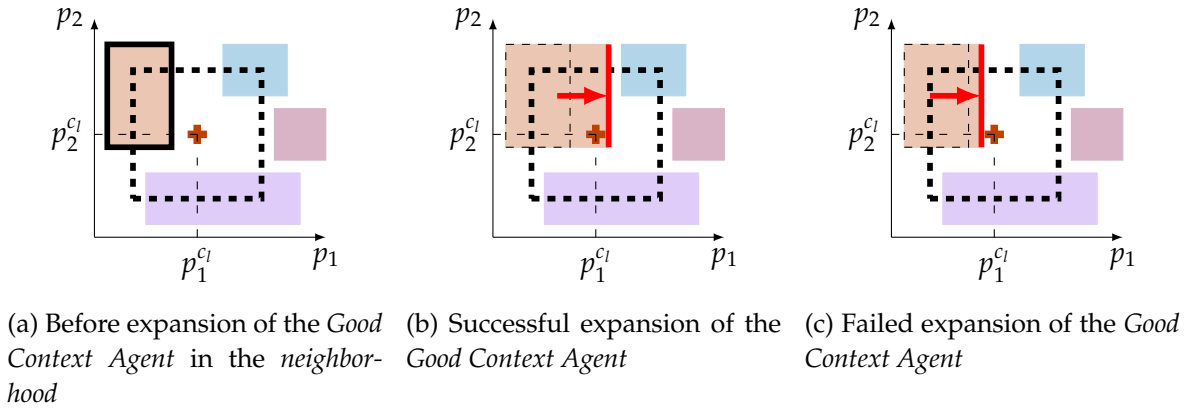 p₂ p₂ p₂
p₂^{c_l} p₂^{c_l} p₂^{c_l}
p₁^{c_l} p₁ p₁^{c_l} p₁ p₁^{c_l} p₁
(a) Before expansion of the Good
Context Agent in the neighbor-
hood
(b) Successful expansion of the
Good Context Agent
(c) Failed expansion of the Good
Context Agent